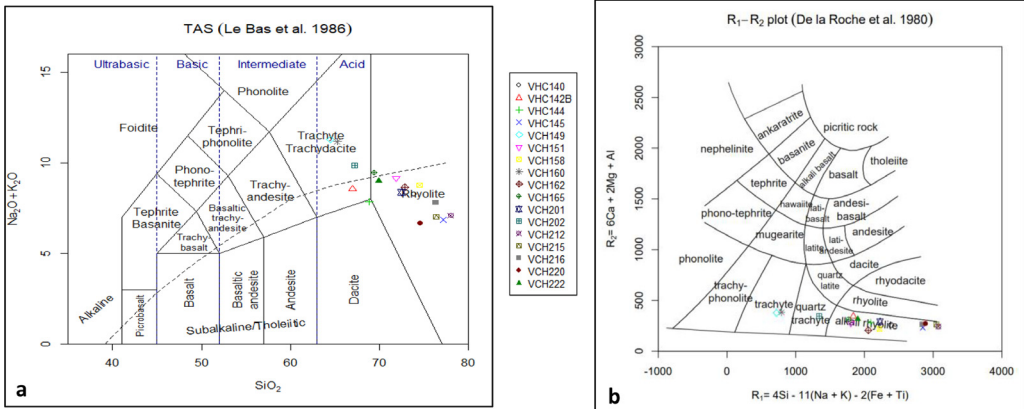 TAS (Le Bas et al. 1986)
Ultrabasic
Basic
Intermediate
Acid
Phonolite
Foidite
Tephri-
phonolite
Trachyte
Trachydacite
Phono-
tephrite
Trachy-
andesite
Rhyolite
Tephrite
Basanite
Basaltic
trachy-
andesite
Trachy-
basalt
Alkaline
Picrobasalt
Basalt
Basaltic
andesite
Andesite
Dacite
Subalkaline/Tholeiitic
Na2O+K2O
0
5
10
15
40
50
60
70
80
SiO2
a
VHC140
VHC142B
VHC144
VHC145
VCH149
VCH151
VCH158
VCH160
VCH162
VCH165
VCH201
VCH202
VCH212
VCH215
VCH216
VCH220
VCH222
R1–R2 plot (De la Roche et al. 1980)
ankaratrite
picritic rock
nephelinite
basanite
alkali basalt
tholeiite
basalt
tephrite
hawaiite
lati-
basalt
andesi-
basalt
phono-tephrite
mugearite
latite
lati-
andesite
andesite
phonolite
dacite
quartz
latite
rhyodacite
trachy-
phonolite
trachyte
quartz
trachyte
rhyolite
alkali rhyolite
R2= 6Ca + 2Mg + Al
0
500
1000
1500
2000
2500
3000
-1000
0
1000
2000
3000
4000
R1= 4Si - 11(Na + K) - 2(Fe + Ti)
b